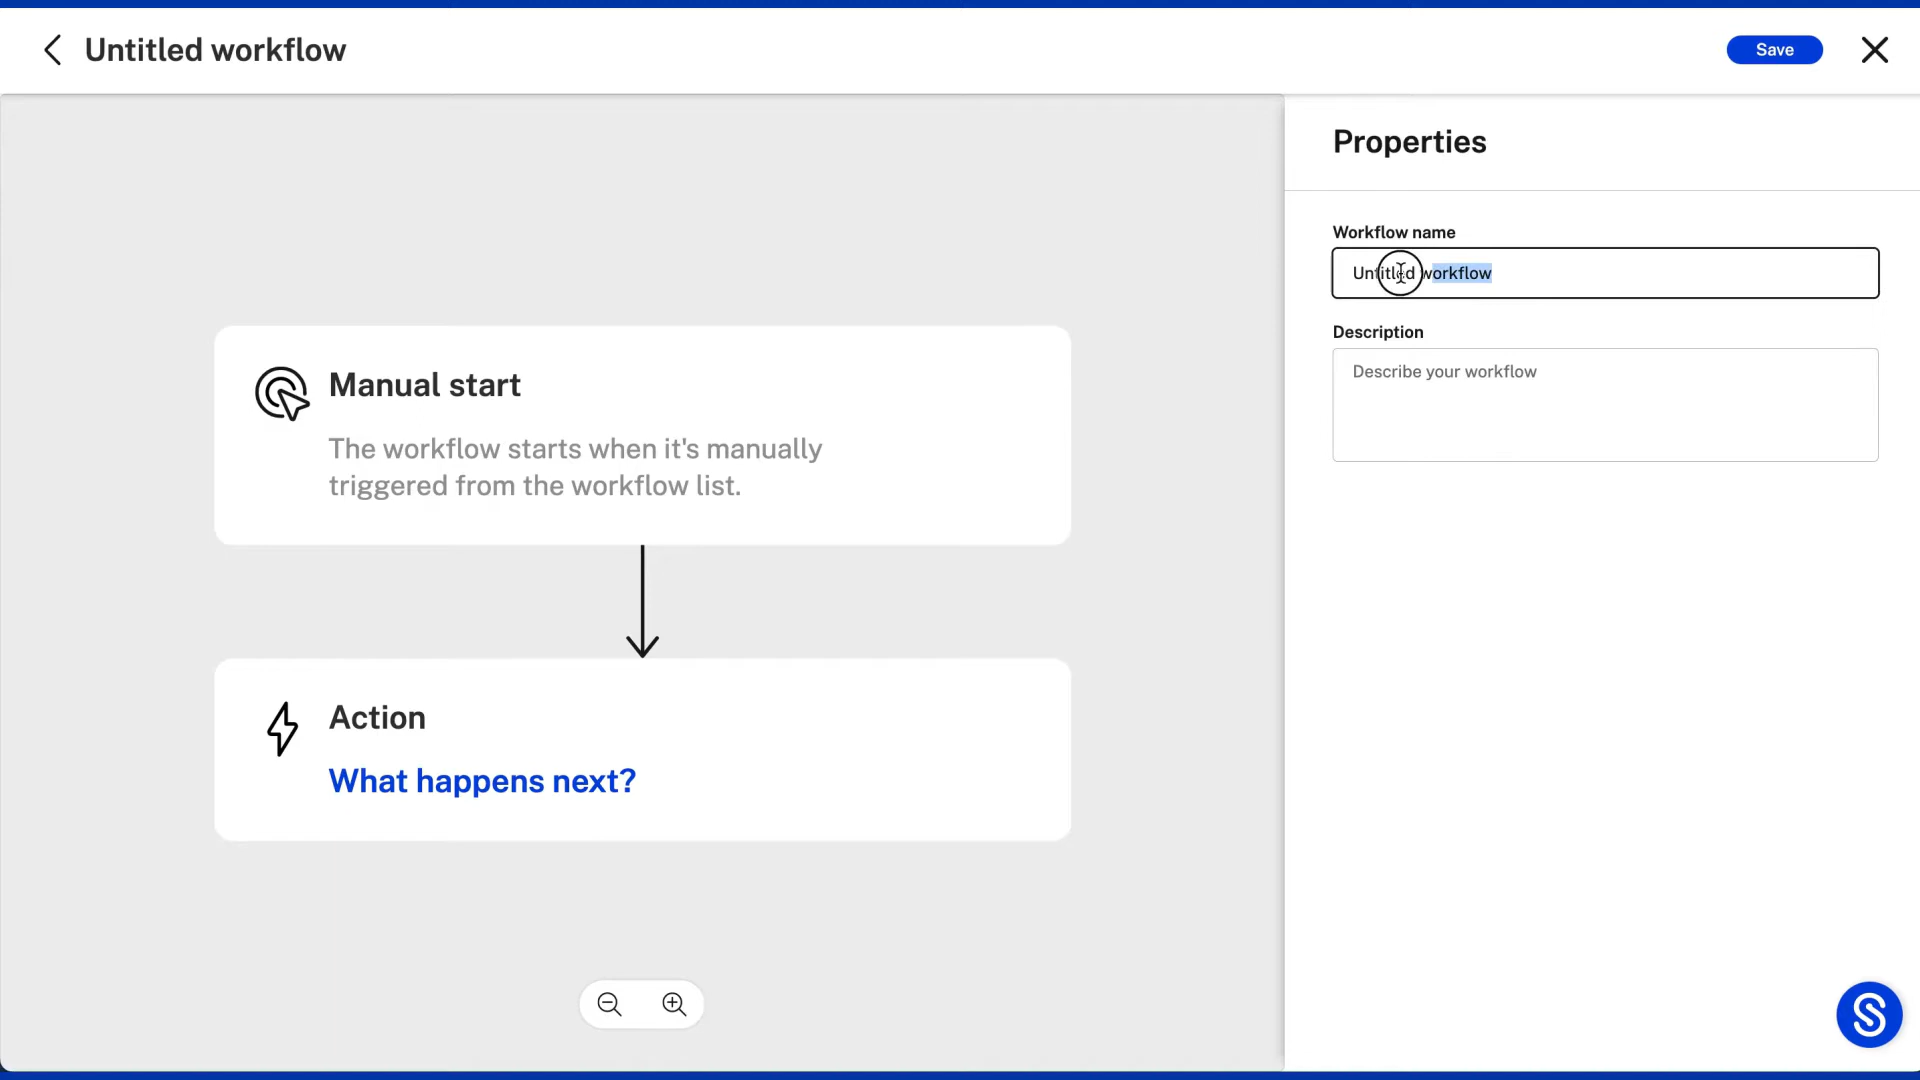 Untitled workflow
Save
Properties
Workflow name
Untitled workflow
Description
Describe your workflow
Manual start
The workflow starts when it's manually
triggered from the workflow list.
Action
What happens next?